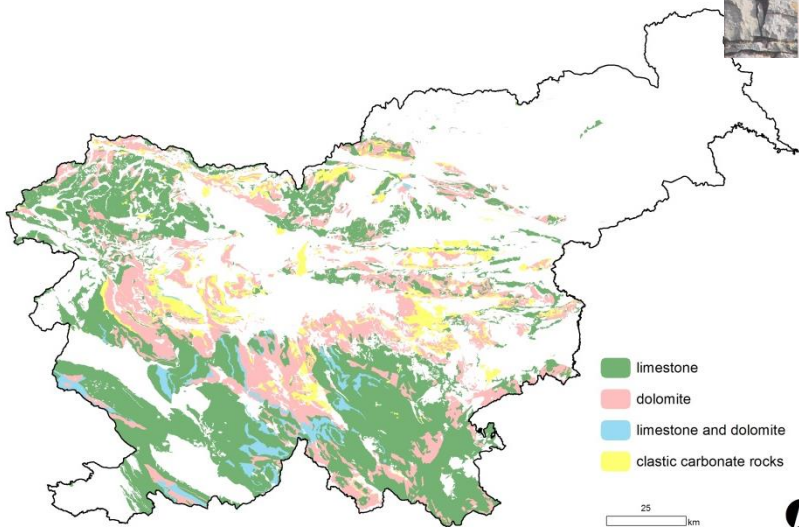 limestone
dolomite
limestone and dolomite
clastic carbonate rocks
25
km